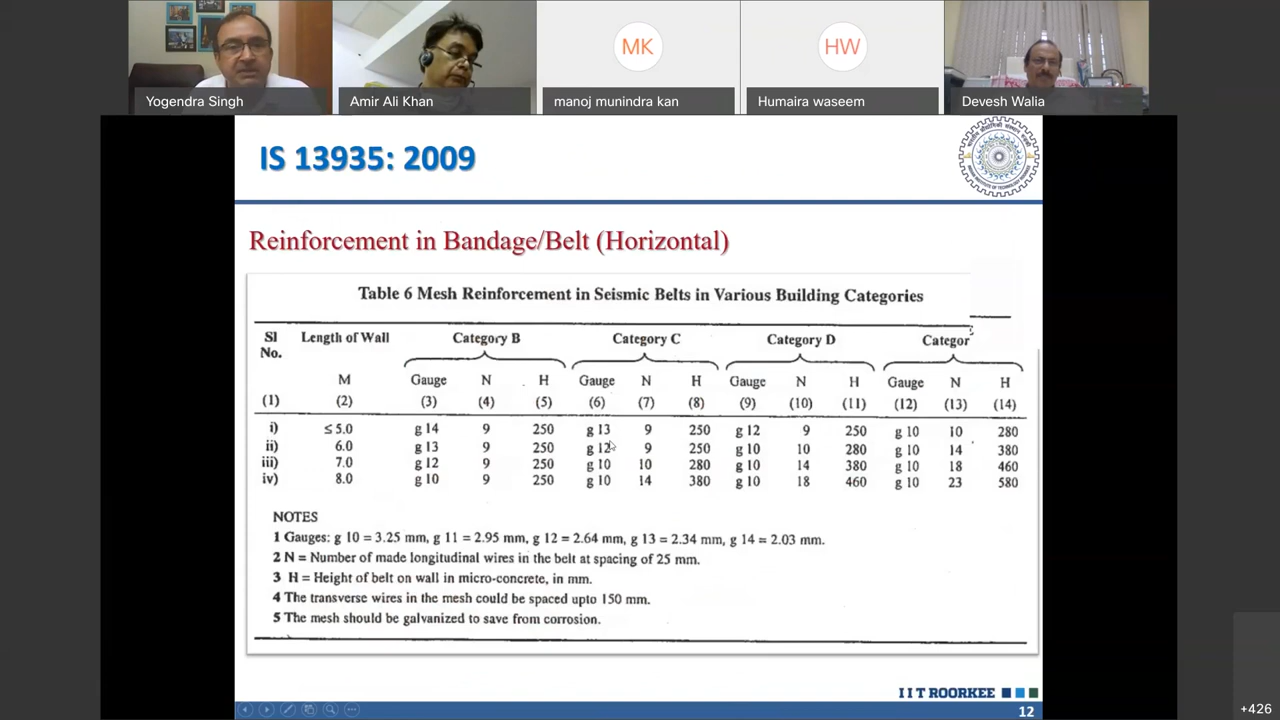 MK
HW
Yogendra Singh
Amir Ali Khan
manoj munindra kan
Humaira waseem
Devesh Walia
IS 13935: 2009
Reinforcement in Bandage/Belt (Horizontal)
Table 6 Mesh Reinforcement in Seismic Belts in Various Building Categories
Sl No. Length of Wall Category B Category C Category D Categor
M Gauge N H Gauge N H Gauge N H Gauge N H
(1) (2) (3) (4) (5) (6) (7) (8) (9) (10) (11) (12) (13) (14)
i) ≤ 5.0 g 14 9 250 g 13 9 250 g 12 9 250 g 10 10 280
ii) 6.0 g 13 9 250 g 12 9 250 g 10 10 280 g 10 14 380
iii) 7.0 g 12 9 250 g 10 10 280 g 10 14 380 g 10 18 460
iv) 8.0 g 10 9 250 g 10 14 380 g 10 18 460 g 10 23 580
NOTES
1 Gauges: g 10 = 3.25 mm, g 11 = 2.95 mm, g 12 = 2.64 mm, g 13 = 2.34 mm, g 14 = 2.03 mm.
2 N = Number of made longitudinal wires in the belt at spacing of 25 mm.
3 H = Height of belt on wall in micro-concrete, in mm.
4 The transverse wires in the mesh could be spaced upto 150 mm.
5 The mesh should be galvanized to save from corrosion.
I I T ROORKEE
12
+426